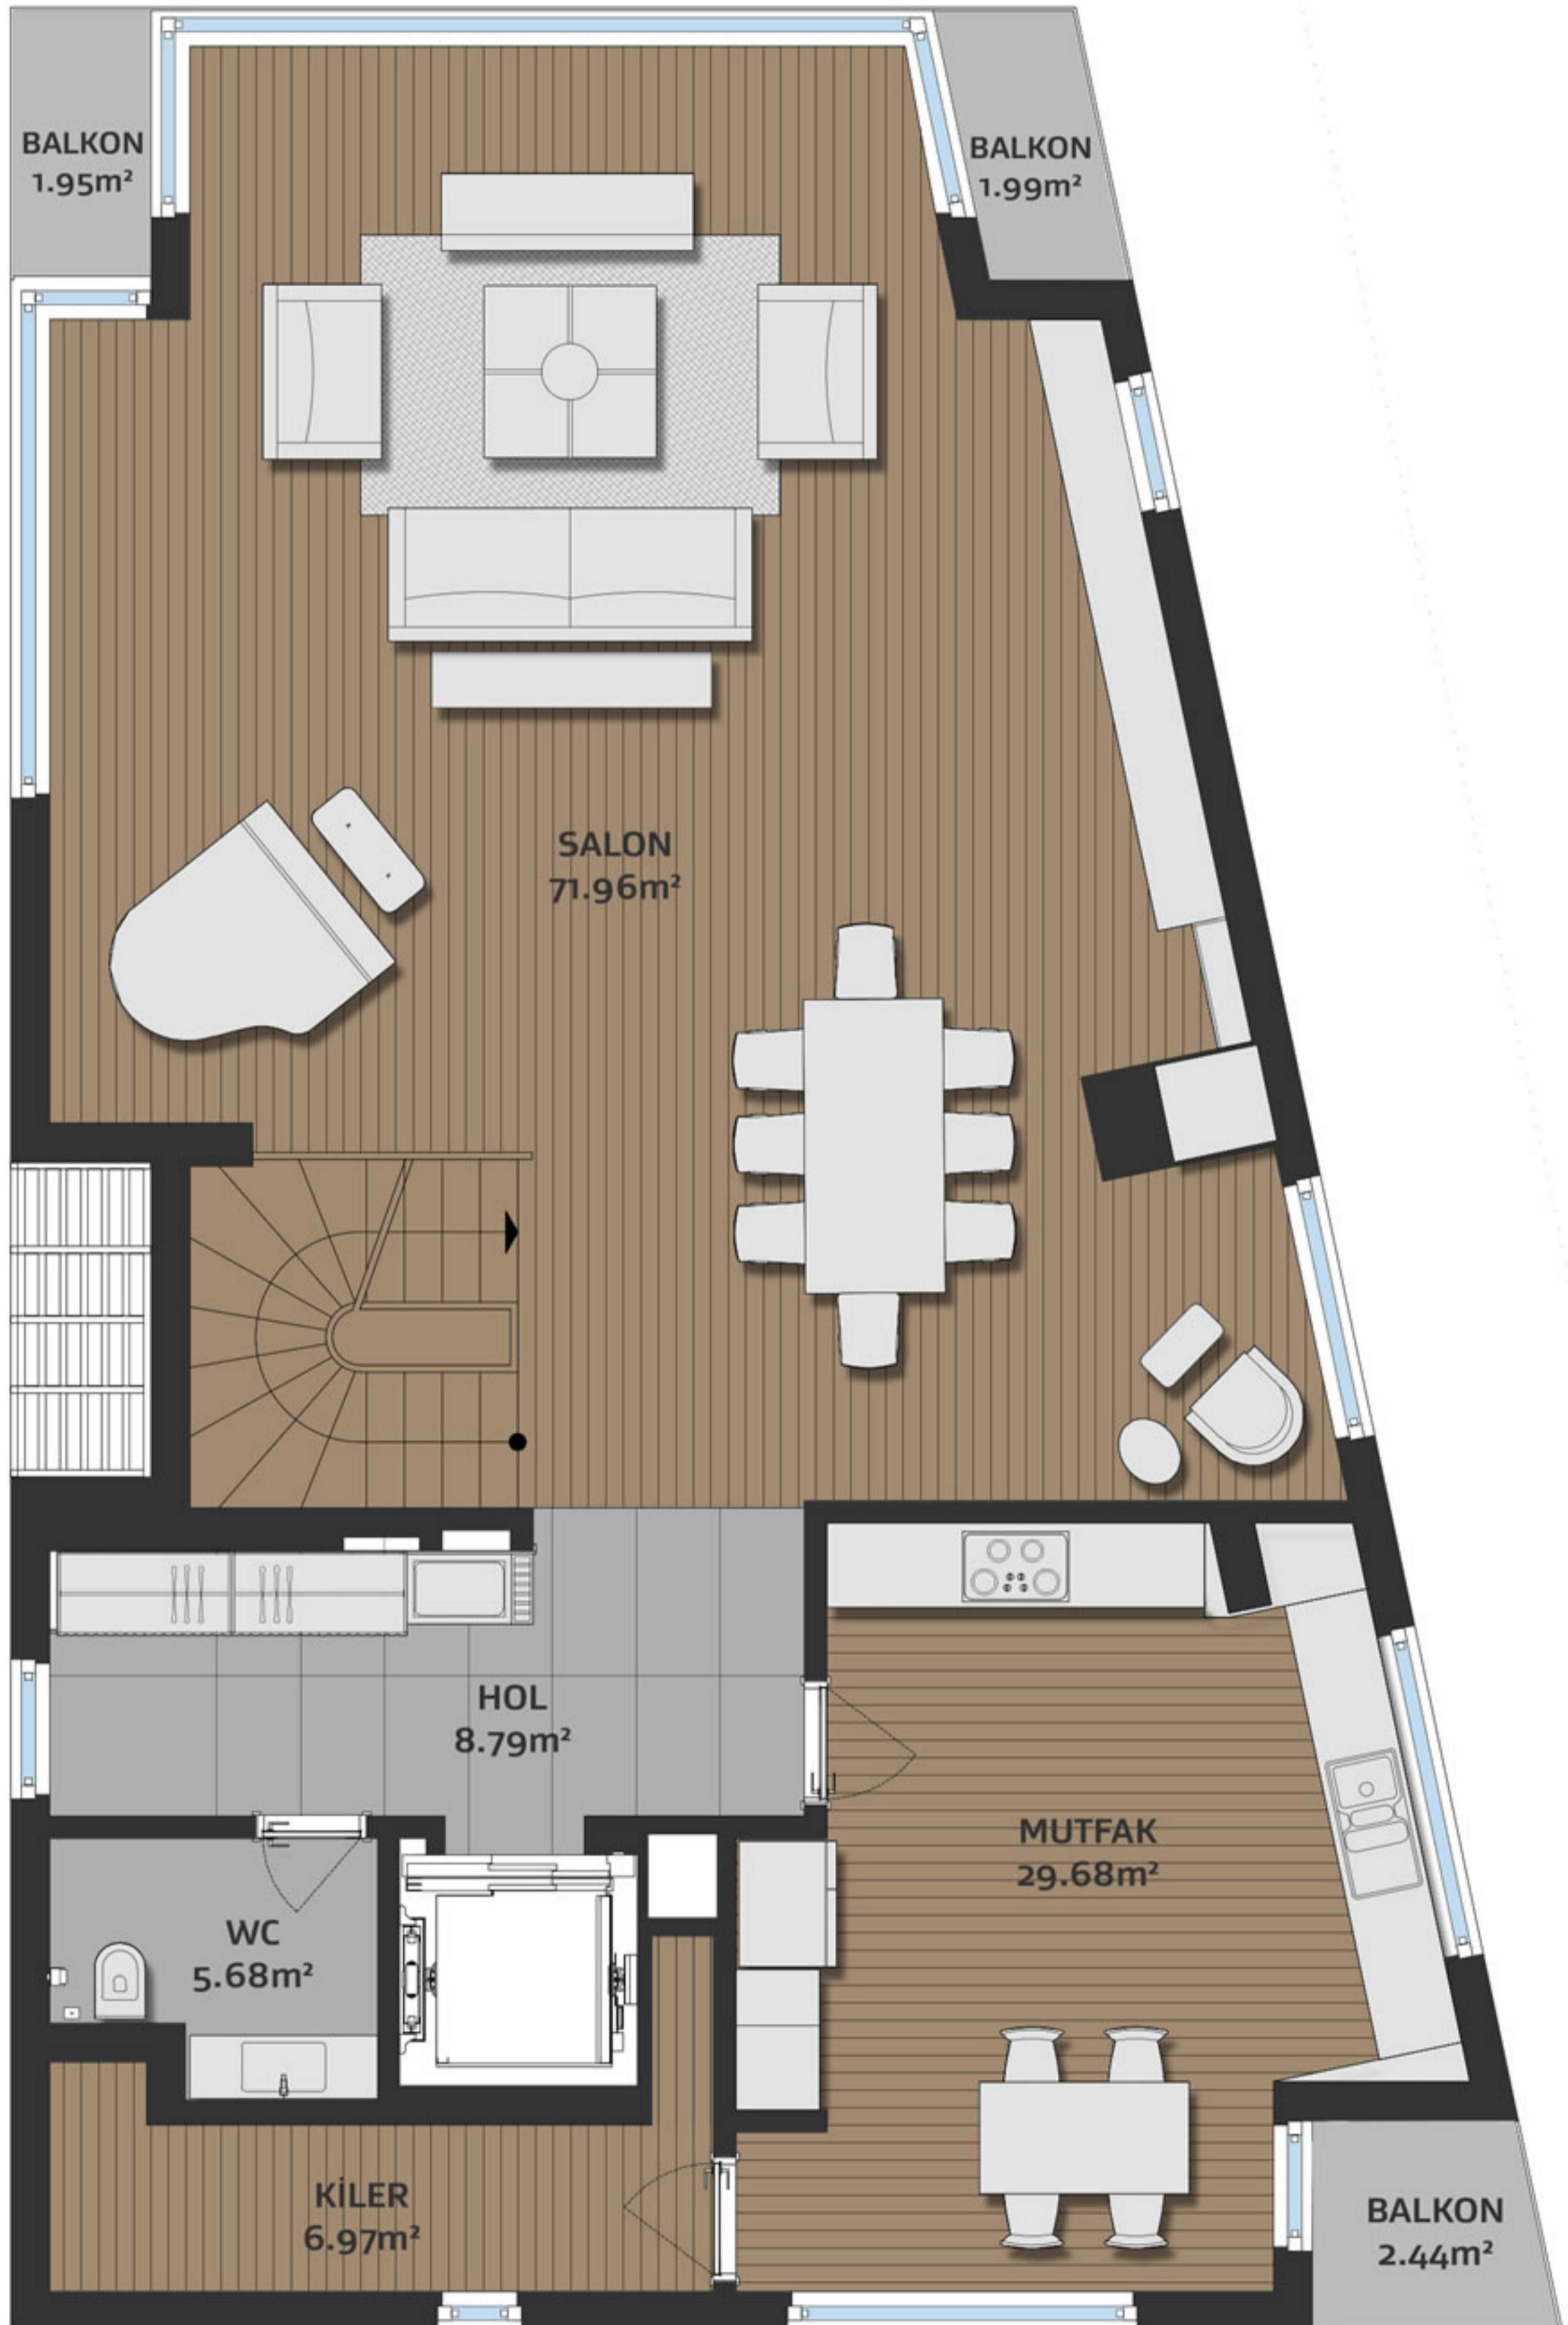 BALKON
1.95m²
BALKON
1.99m²
SALON
71.96m²
HOL
8.79m²
MUTFAK
29.68m²
WC
5.68m²
KİLER
6.97m²
BALKON
2.44m²